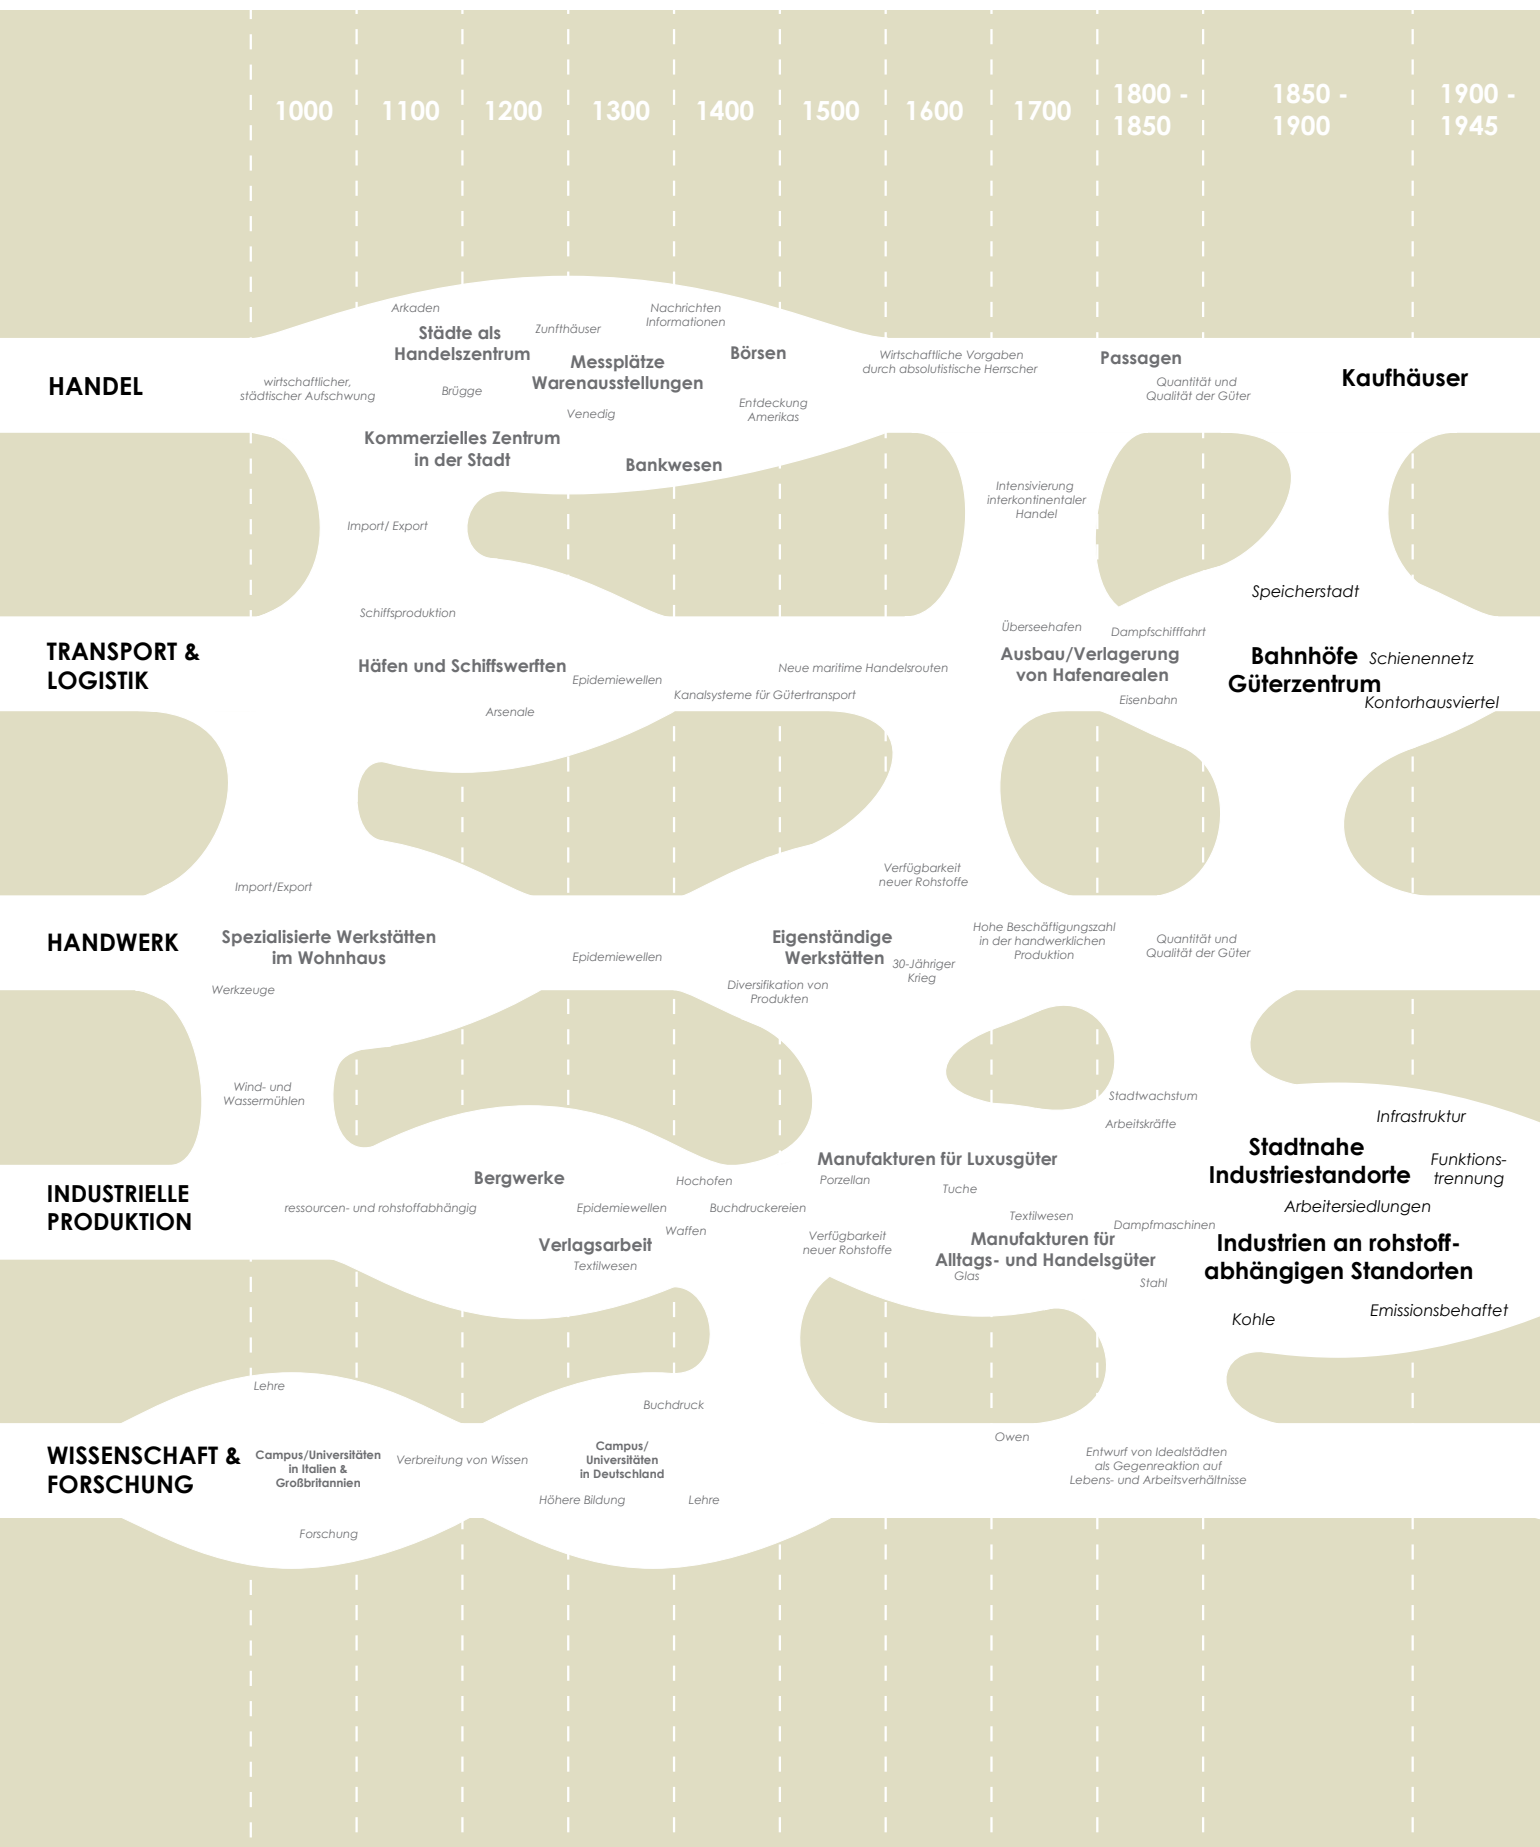 1000
1100
1200
1300
1400
1500
1600
1700
1800 -
1850
1850 -
1900
1900 -
1945
HANDEL
Arkaden
Städte als
Handelszentrum
Zunfthäuser
Nachrichten
Informationen
Messplätze
Warenausstellungen
Börsen
wirtschaftlicher,
städtischer Aufschwung
Brügge
Venedig
Entdeckung
Amerikas
Kommerzielles Zentrum
in der Stadt
Bankwesen
Wirtschaftliche Vorgaben
durch absolutistische Herrscher
Passagen
Quantität und
Qualität der Güter
Kaufhäuser
Import/ Export
Intensivierung
interkontinentaler
Handel
TRANSPORT &
LOGISTIK
Schiffsproduktion
Häfen und Schiffswerften
Epidemiewellen
Arsenale
Neue maritime Handelsrouten
Kanalsysteme für Gütertransport
Überseehafen
Dampfschifffahrt
Ausbau/Verlagerung
von Hafenarealen
Eisenbahn
Speicherstadt
Bahnhöfe
Güterzentrum
Schienennetz
Kontorhausviertel
Import/Export
Verfügbarkeit
neuer Rohstoffe
HANDWERK
Spezialisierte Werkstätten
im Wohnhaus
Werkzeuge
Epidemiewellen
Eigenständige
Werkstätten
30-Jähriger
Krieg
Diversifikation von
Produkten
Hohe Beschäftigungszahl
in der handwerklichen
Produktion
Quantität und
Qualität der Güter
Wind- und
Wassermühlen
Stadtwachstum
Arbeitskräfte
INDUSTRIELLE
PRODUKTION
Bergwerke
ressourcen- und rohstoffabhängig
Hochofen
Epidemiewellen
Buchdruckereien
Waffen
Verlagsarbeit
Textilwesen
Manufakturen für Luxusgüter
Porzellan
Tuche
Verfügbarkeit
neuer Rohstoffe
Textilwesen
Manufakturen für
Alltags- und Handelsgüter
Glas
Dampfmaschinen
Stahl
Infrastruktur
Stadtnahe
Industriestandorte
Funktions-
trennung
Arbeitersiedlungen
Industrien an rohstoff-
abhängigen Standorten
Kohle
Emissionsbehaftet
WISSENSCHAFT &
FORSCHUNG
Lehre
Campus/Universitäten
in Italien &
Großbritannien
Verbreitung von Wissen
Forschung
Buchdruck
Campus/
Universitäten
in Deutschland
Höhere Bildung
Lehre
Owen
Entwurf von Idealstädten
als Gegenreaktion auf
Lebens- und Arbeitsverhältnisse